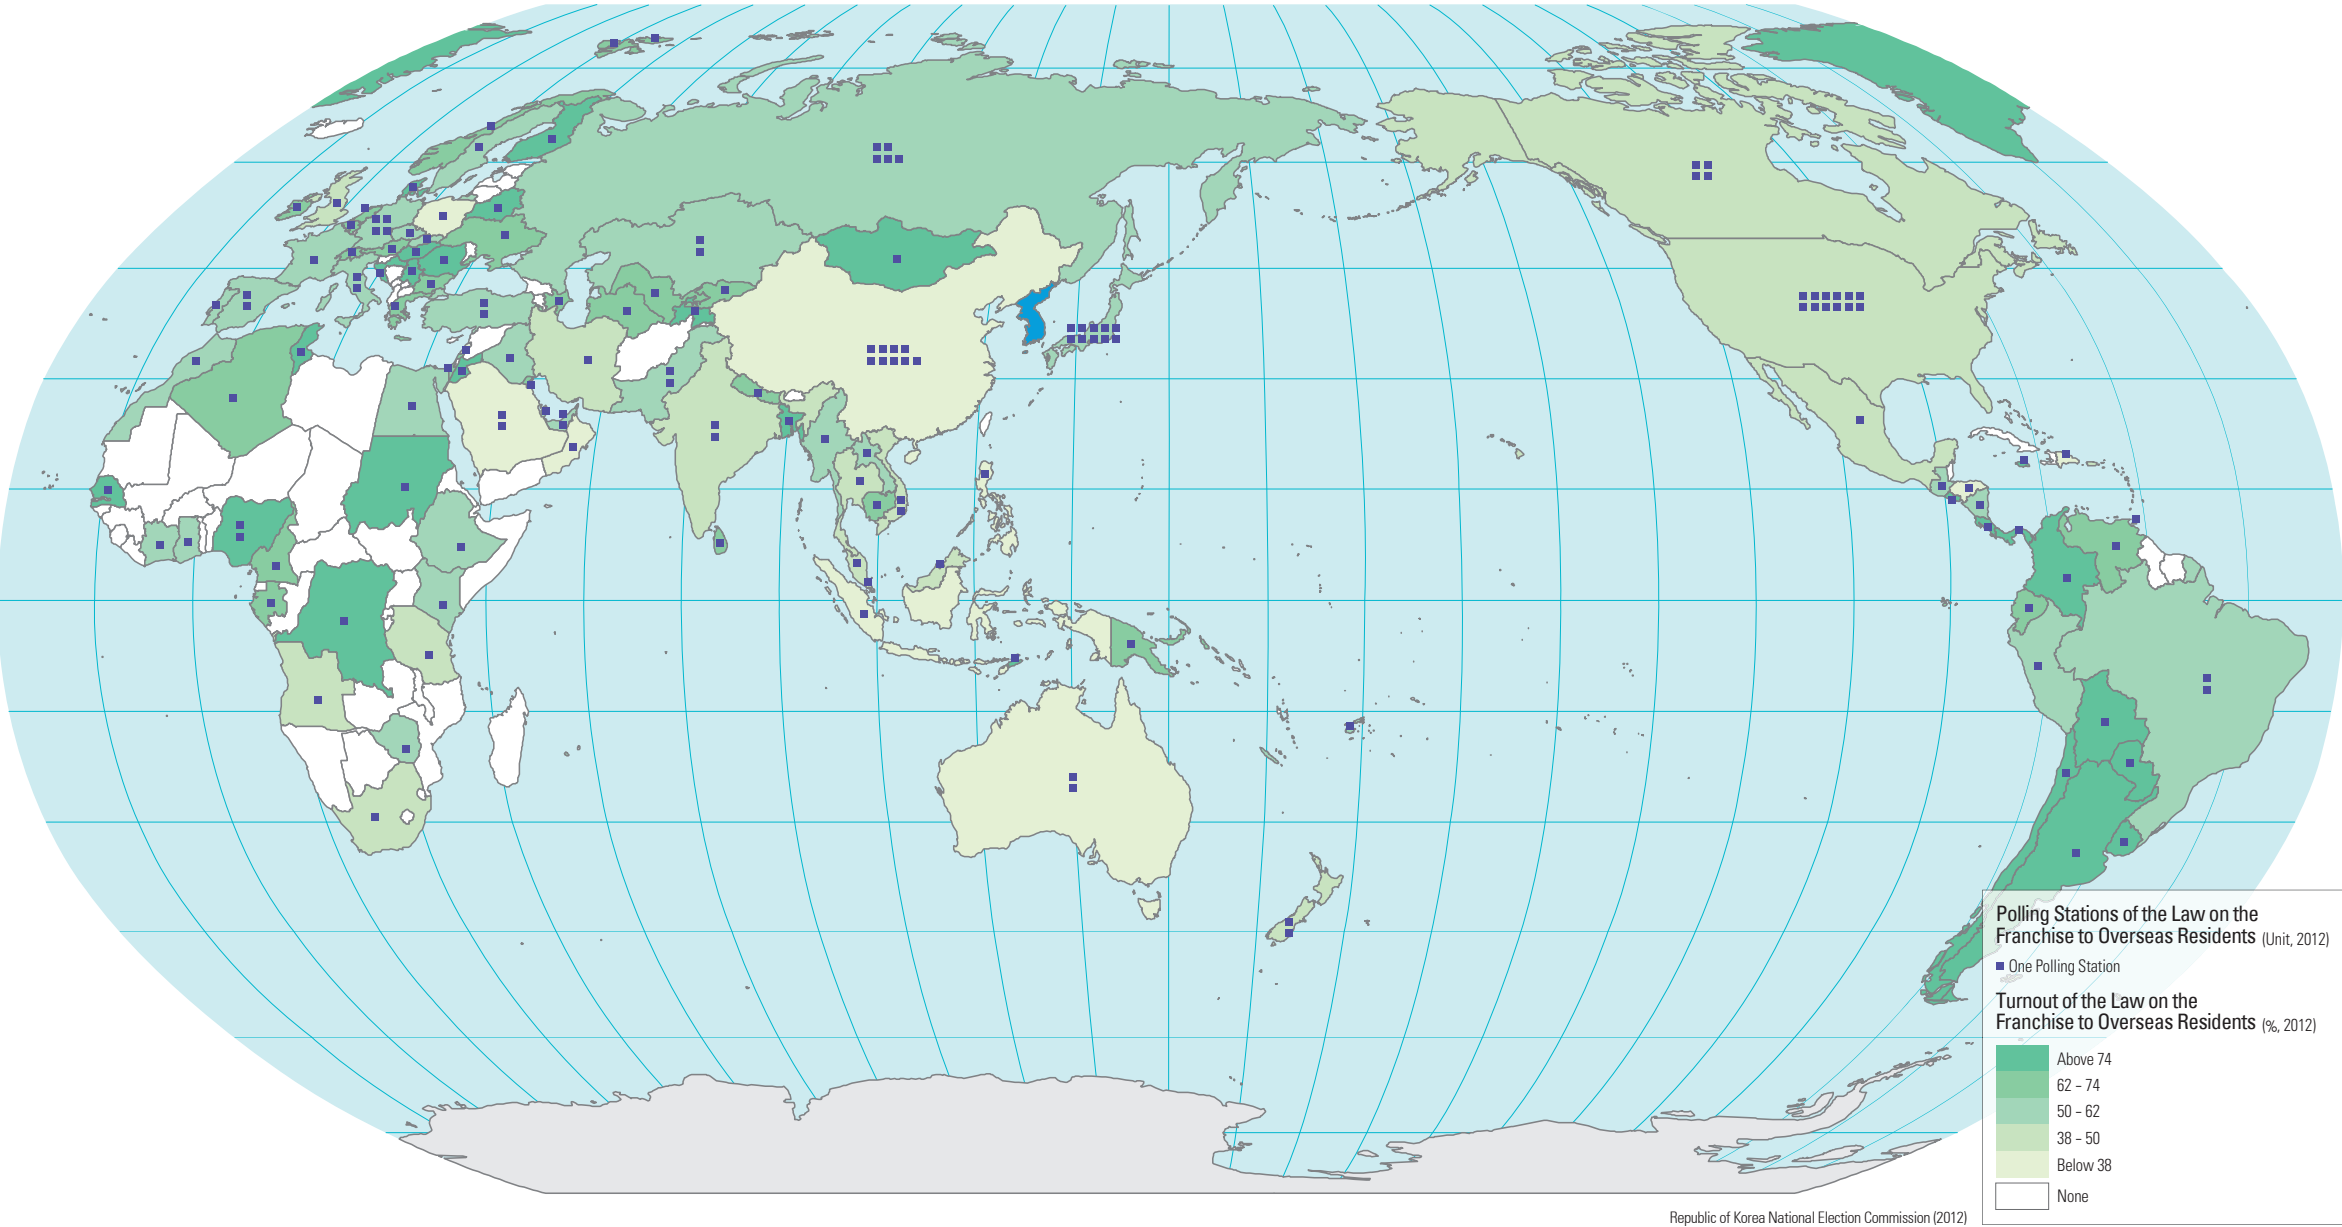 Polling Stations of the Law on the
Franchise to Overseas Residents (Unit, 2012)
One Polling Station
Turnout of the Law on the
Franchise to Overseas Residents (%, 2012)
Above 74
62 – 74
50 – 62
38 – 50
Below 38
None
Republic of Korea National Election Commission (2012)